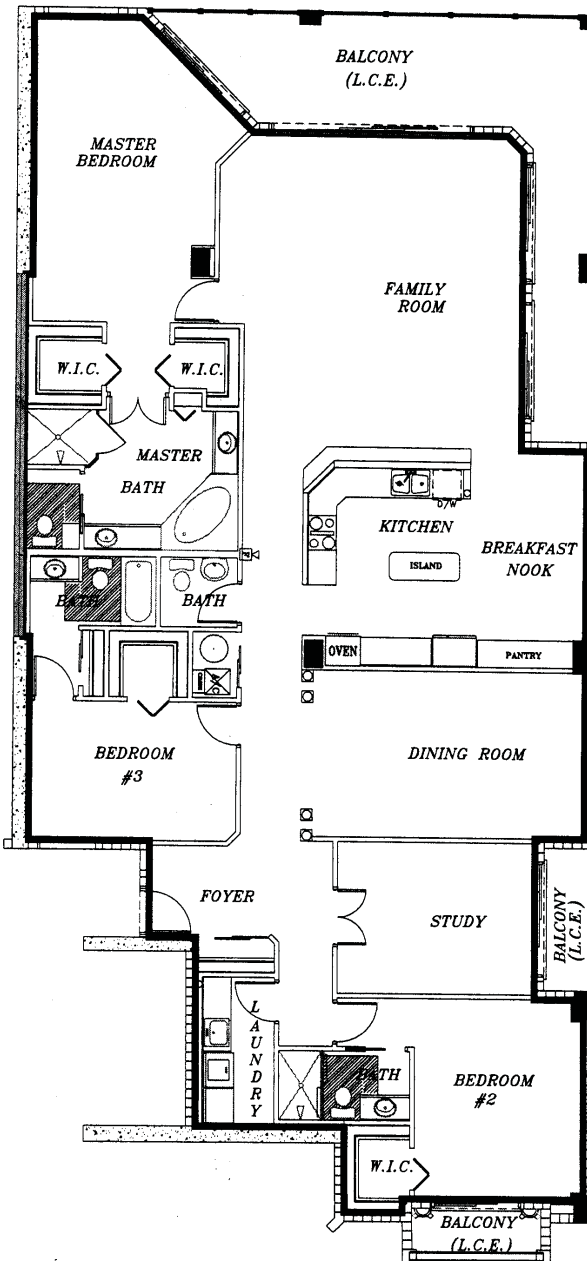 BALCONY
(L.C.E.)
MASTER
BEDROOM
FAMILY
ROOM
W.I.C.
W.I.C.
MASTER
BATH
D/W
KITCHEN
ISLAND
BREAKFAST
NOOK
BATH
BATH
OVEN
PANTRY
BEDROOM
#3
DINING ROOM
FOYER
STUDY
BALCONY
(L.C.E.)
LAUNDRY
BATH
BEDROOM
#2
W.I.C.
BALCONY
(L.C.E.)